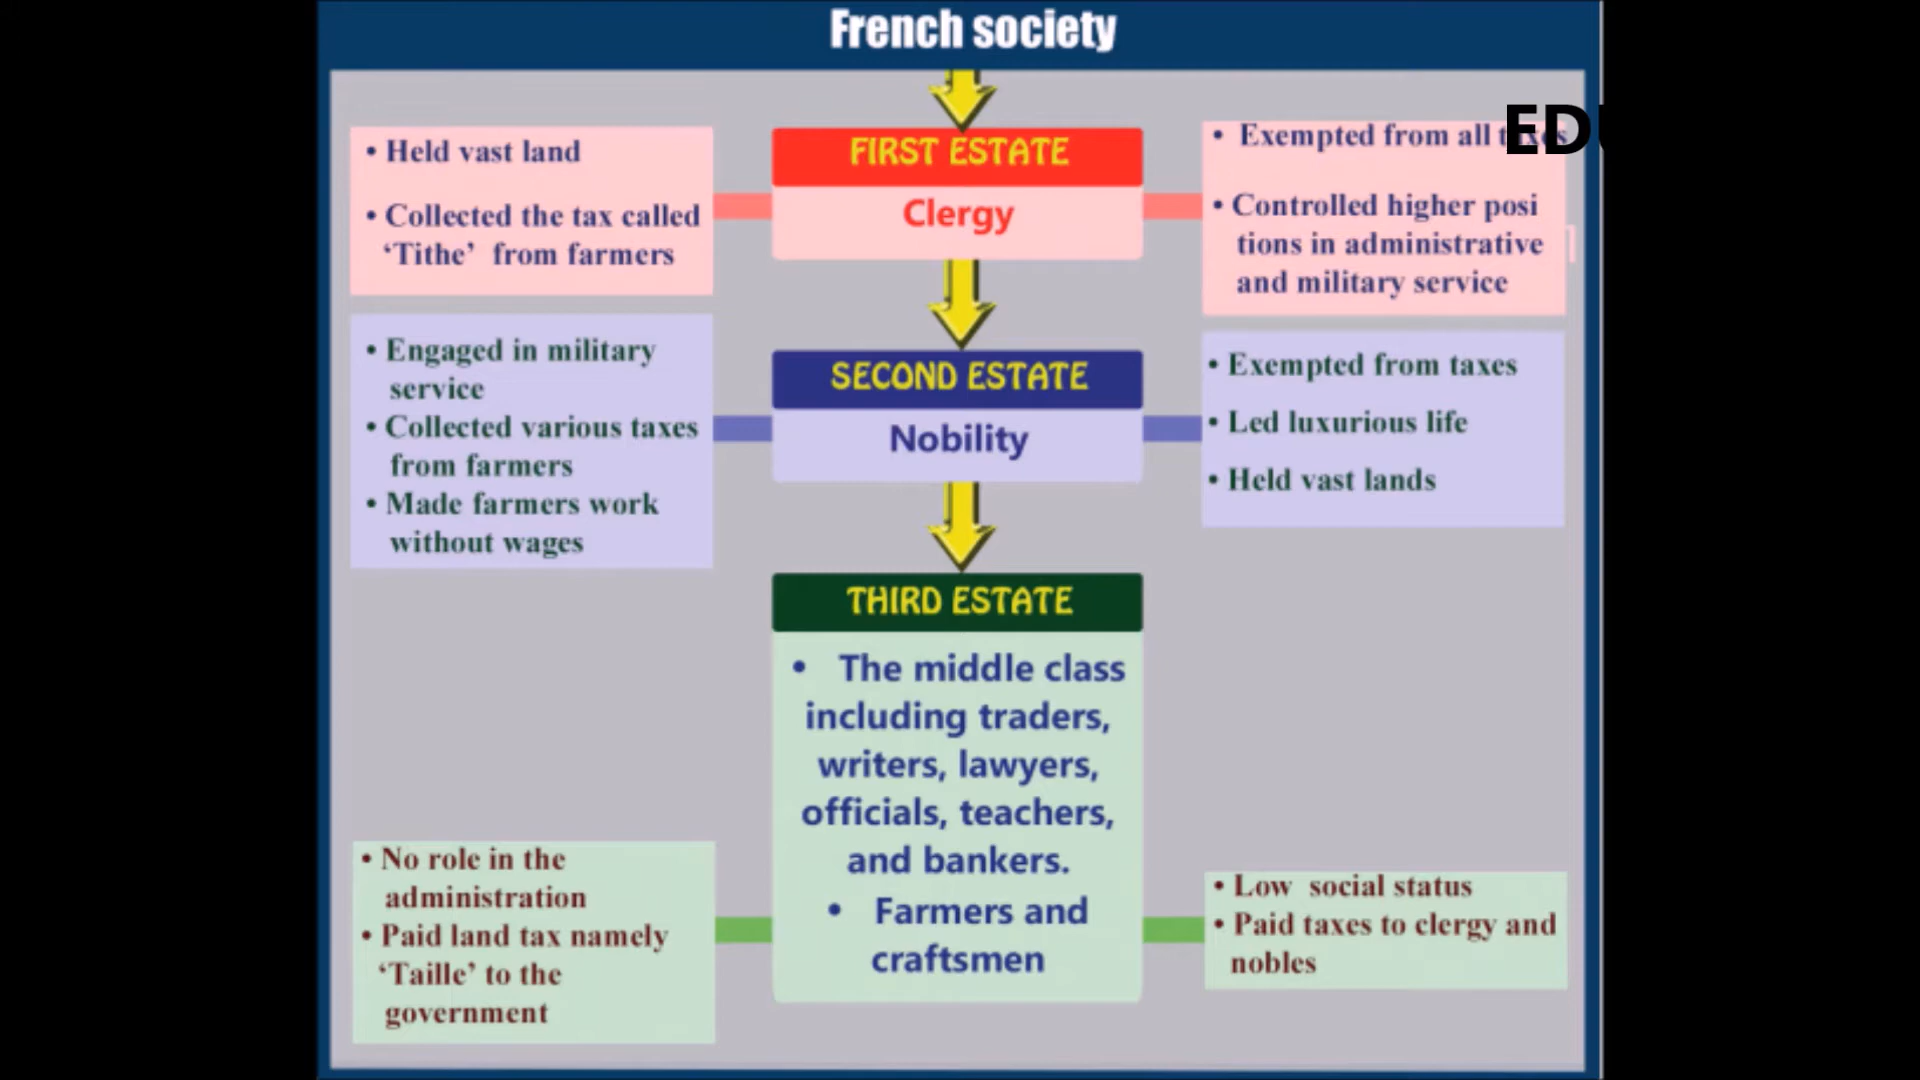 French society
FIRST ESTATE
Clergy
• Held vast land
• Collected the tax called
‘Tithe’ from farmers
• Exempted from all taxes
• Controlled higher posi
tions in administrative
and military service
SECOND ESTATE
Nobility
• Engaged in military
service
• Collected various taxes
from farmers
• Made farmers work
without wages
• Exempted from taxes
• Led luxurious life
• Held vast lands
THIRD ESTATE
• The middle class
including traders,
writers, lawyers,
officials, teachers,
and bankers.
• Farmers and
craftsmen
• No role in the
administration
• Paid land tax namely
‘Taille’ to the
government
• Low social status
• Paid taxes to clergy and
nobles